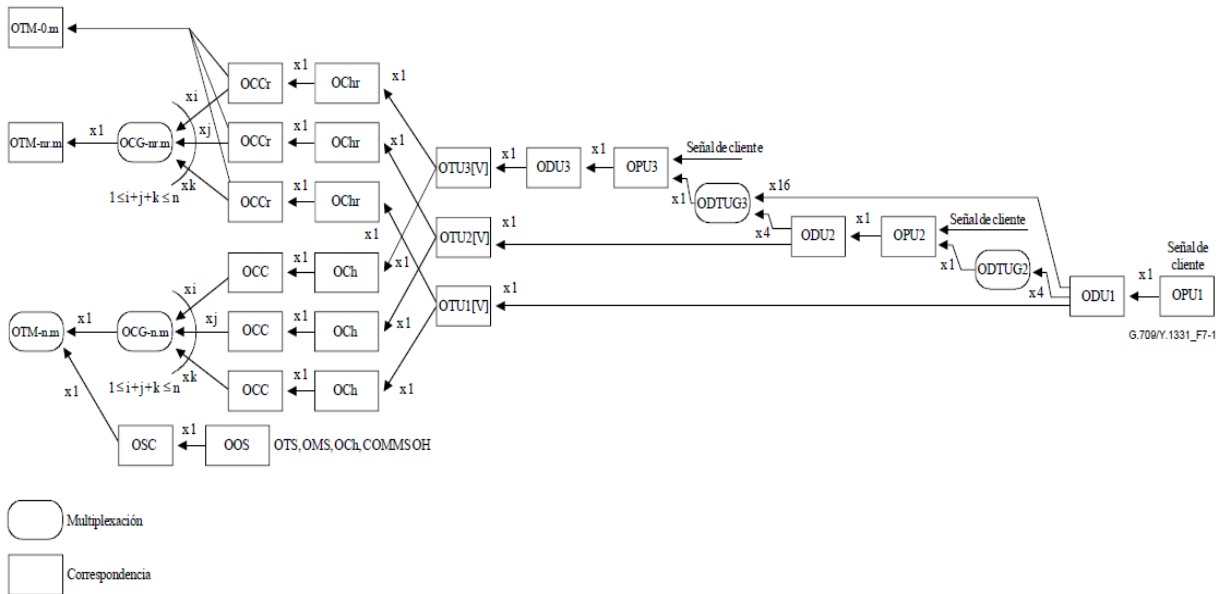 OTM-0.m
x1
OCCr
OChr
x1
xi
x1
OTM-nr.m
x1
OCG-nr.m
xj
OCCr
x1
OChr
x1
Señal de cliente
OTU3[V]
x1
ODU3
x1
OPU3
xk
1≤i+j+k≤n
OCCr
x1
OChr
x1
ODTUG3
x16
x1
OTU2[V]
x1
x4
ODU2
x1
OPU2
Señal de cliente
OCC
x1
OCh
x1
x1
ODTUG2
Señal de
cliente
xi
OTU1[V]
x1
x4
ODU1
x1
OPU1
OTM-n.m
x1
OCG-n.m
xj
OCC
x1
OCh
x1
G.709/Y.1331_F7-1
xk
1≤i+j+k≤n
OCC
x1
OCh
x1
x1
OSC
x1
OOS
OTS, OMS, OCh, COMMS OH
Multiplexación
Correspondencia